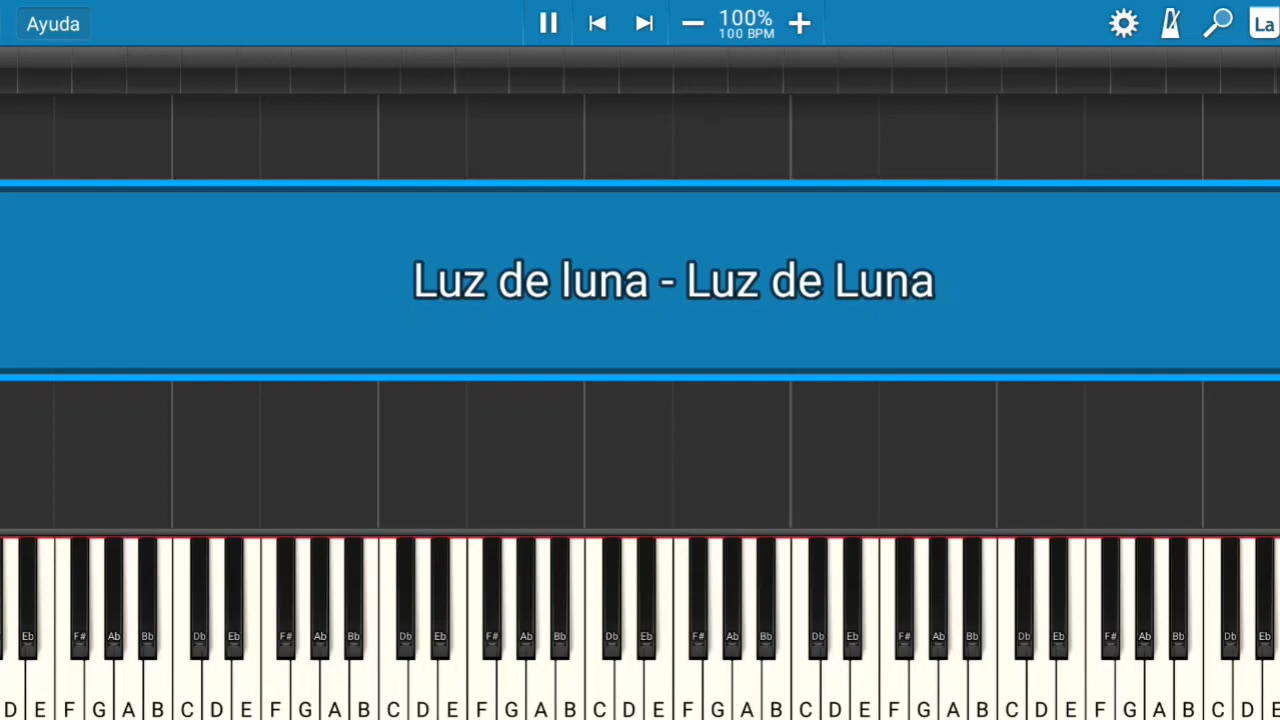 Ayuda
100%
100 BPM
La
Luz de luna - Luz de Luna
Eb F# Ab Bb Db Eb F# Ab Bb Db Eb F# Ab Bb Db Eb F# Ab Bb Db Eb F# Ab Bb Db Eb F# Ab Bb Db Eb
D E F G A B C D E F G A B C D E F G A B C D E F G A B C D E F G A B C D E F G A B C D E